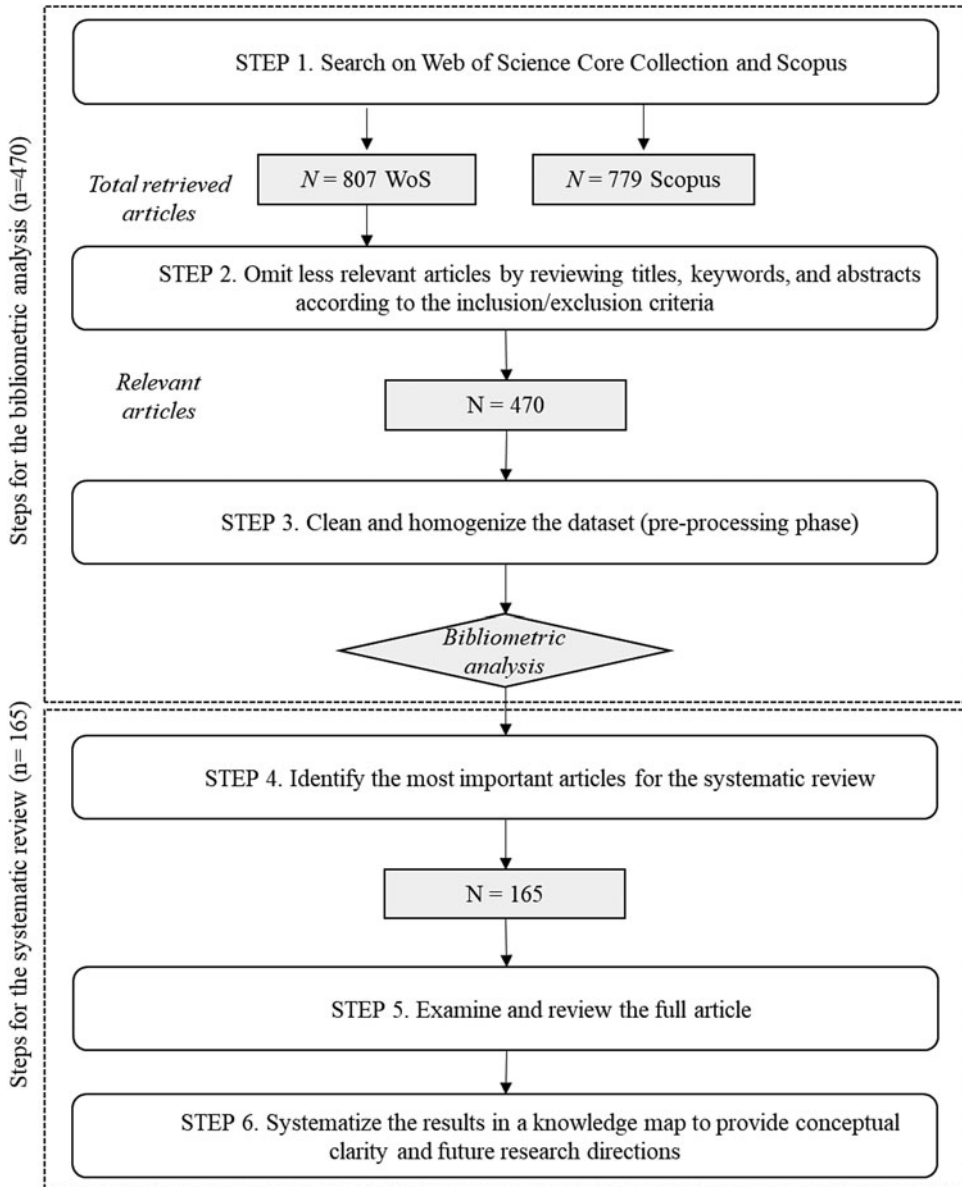 Steps for the bibliometric analysis (n=470)
STEP 1. Search on Web of Science Core Collection and Scopus
Total retrieved
articles
N = 807 WoS
N = 779 Scopus
STEP 2. Omit less relevant articles by reviewing titles, keywords, and abstracts
according to the inclusion/exclusion criteria
Relevant
articles
N = 470
STEP 3. Clean and homogenize the dataset (pre-processing phase)
Bibliometric
analysis
Steps for the systematic review (n= 165)
STEP 4. Identify the most important articles for the systematic review
N = 165
STEP 5. Examine and review the full article
STEP 6. Systematize the results in a knowledge map to provide conceptual
clarity and future research directions